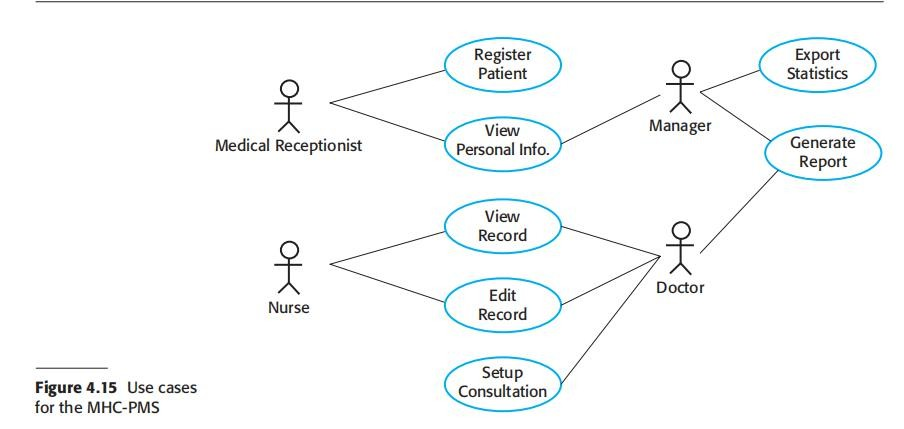 Register
Patient
Export
Statistics
Medical Receptionist
View
Personal Info.
Manager
Generate
Report
View
Record
Nurse
Edit
Record
Doctor
Setup
Consultation
Figure 4.15 Use cases
for the MHC-PMS